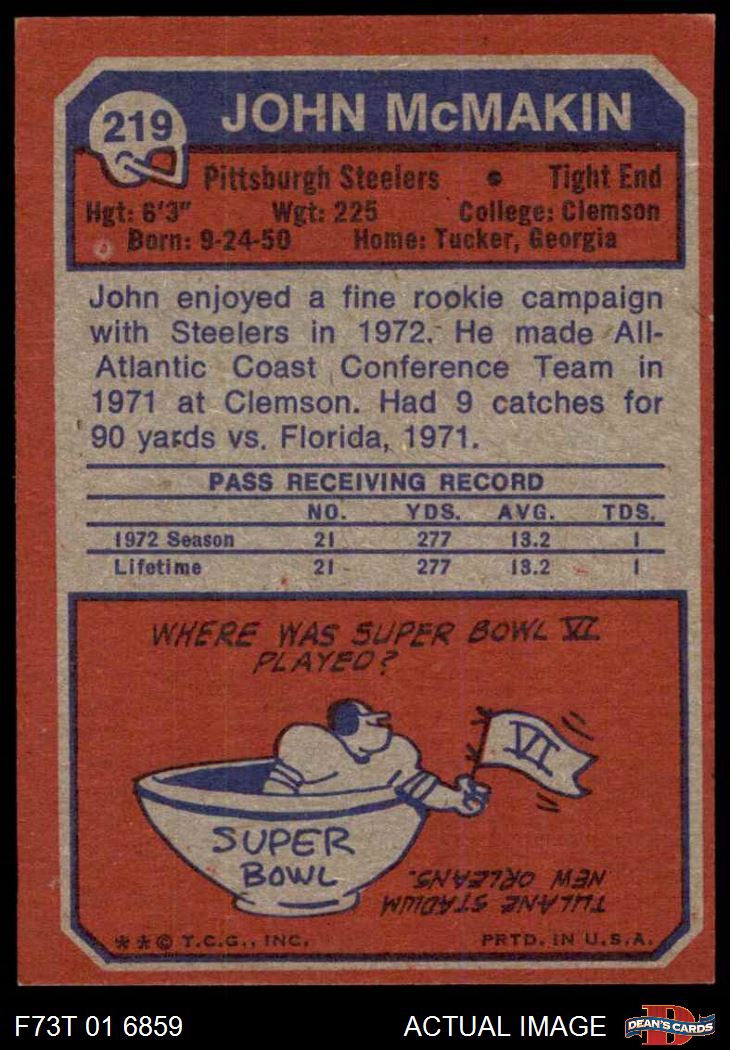 219
JOHN McMAKIN
Pittsburgh Steelers • Tight End
Hgt: 6'3" Wgt: 225 College: Clemson
Born: 9-24-50 Home: Tucker, Georgia
John enjoyed a fine rookie campaign
with Steelers in 1972. He made All-
Atlantic Coast Conference Team in
1971 at Clemson. Had 9 catches for
90 yards vs. Florida, 1971.
PASS RECEIVING RECORD
NO. YDS. AVG. TDS.
1972 Season 21 277 13.2 1
Lifetime 21 277 13.2 1
WHERE WAS SUPER BOWL VI
PLAYED?
VI
SUPER
BOWL
TULANE STADIUM
NEW ORLEANS.
**© T.C.G., INC. PRTD. IN U.S.A.
F73T 01 6859 ACTUAL IMAGE
D
DEAN'S CARDS